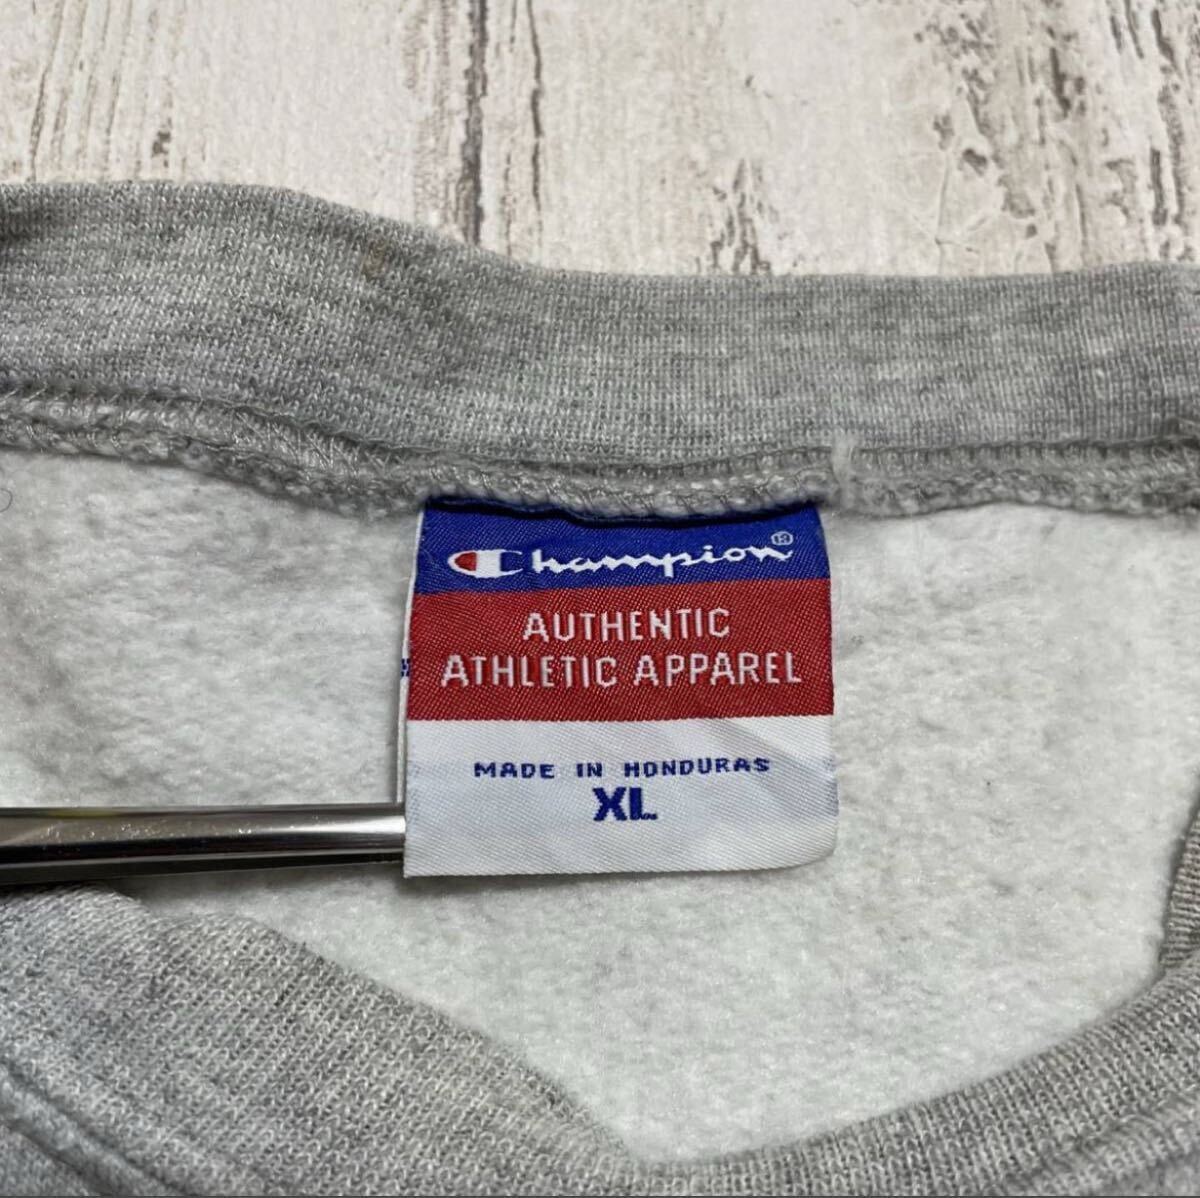 Champion®
AUTHENTIC
ATHLETIC APPAREL
MADE IN HONDURAS
XL